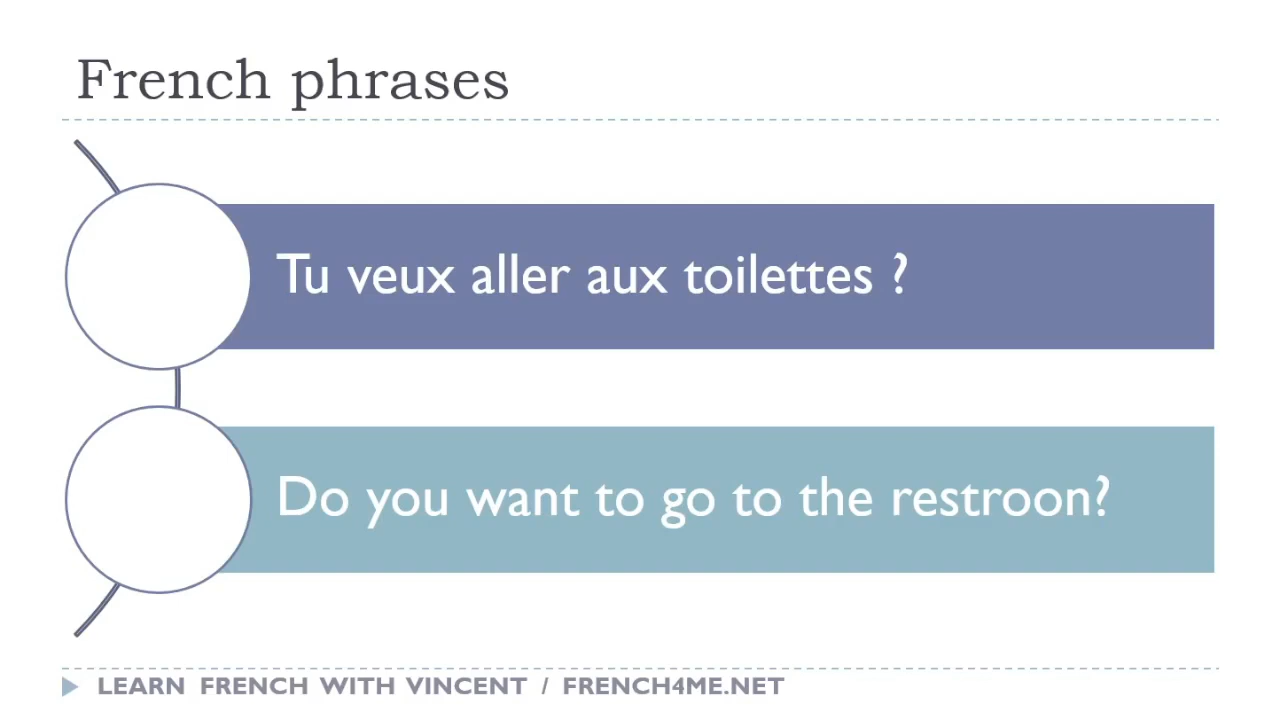 French phrases
Tu veux aller aux toilettes ?
Do you want to go to the restroon?
LEARN FRENCH WITH VINCENT / FRENCH4ME.NET